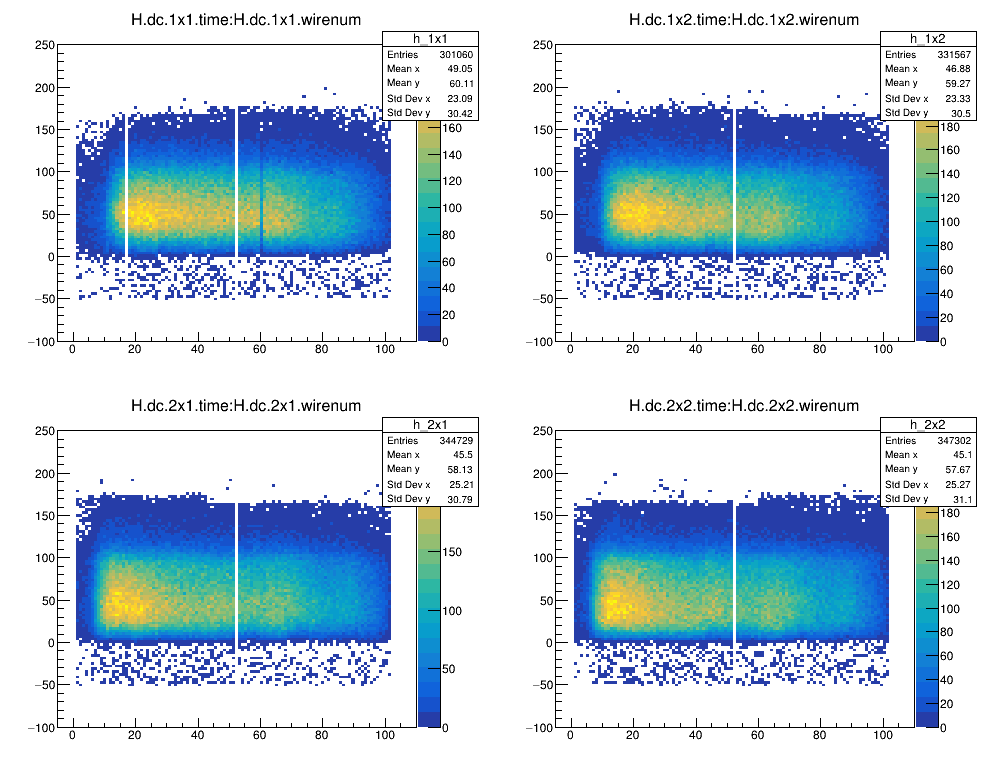 H.dc.1x1.time:H.dc.1x1.wirenum
h_1x1
Entries 301060
Mean x 49.05
Mean y 60.11
Std Dev x 23.09
Std Dev y 30.42
250
200
150
100
50
0
−50
−100
0 20 40 60 80 100
160
140
120
100
80
60
40
20
0
H.dc.1x2.time:H.dc.1x2.wirenum
h_1x2
Entries 331567
Mean x 46.88
Mean y 59.27
Std Dev x 23.33
Std Dev y 30.5
250
200
150
100
50
0
−50
−100
0 20 40 60 80 100
180
160
140
120
100
80
60
40
20
0
H.dc.2x1.time:H.dc.2x1.wirenum
h_2x1
Entries 344729
Mean x 45.5
Mean y 58.13
Std Dev x 25.21
Std Dev y 30.79
250
200
150
100
50
0
−50
−100
0 20 40 60 80 100
150
100
50
0
H.dc.2x2.time:H.dc.2x2.wirenum
h_2x2
Entries 347302
Mean x 45.1
Mean y 57.67
Std Dev x 25.27
Std Dev y 31.1
250
200
150
100
50
0
−50
−100
0 20 40 60 80 100
180
160
140
120
100
80
60
40
20
0